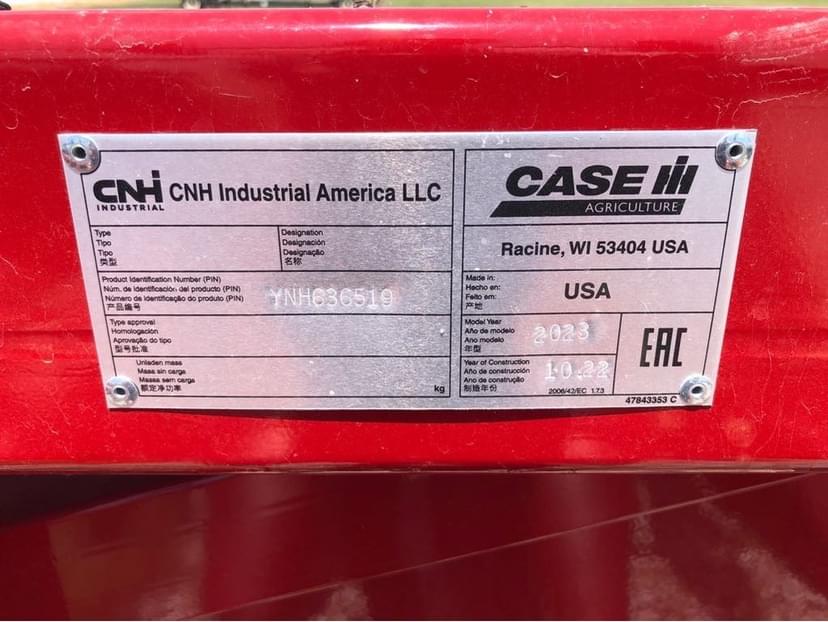 CNH
INDUSTRIAL
CNH Industrial America LLC
Type
Tipo
Tipo
类型
Designation
Designación
Designação
名称
Product Identification Number (PIN)
Núm. de identificación del producto (PIN)
Número de identificação do produto (PIN)
产品编号
YNH636519
Type approval
Homologación
Aprovação do tipo
型号批准
Unladen mass
Masa sin carga
Massa sem carga
额定净功率
kg
CASE IH
AGRICULTURE
Racine, WI 53404 USA
Made in:
Hecho en:
Feito em:
产地
USA
Model Year
Año de modelo
Ano modelo
年型
2023
Year of Construction
Año de construcción
Ano de construção
制造年份
10.22
2006/42/EC 1.7.3
EAC
47843353 C